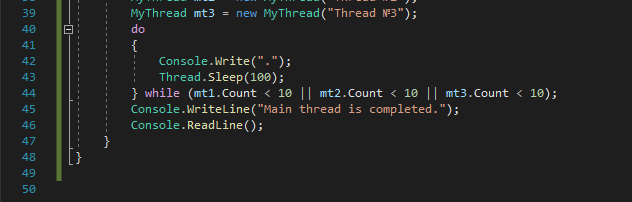 39 MyThread mt3 = new MyThread("Thread №3");
40 do
41 {
42 Console.Write(".");
43 Thread.Sleep(100);
44 } while (mt1.Count < 10 || mt2.Count < 10 || mt3.Count < 10);
45 Console.WriteLine("Main thread is completed.");
46 Console.ReadLine();
47 }
48 }
49
50